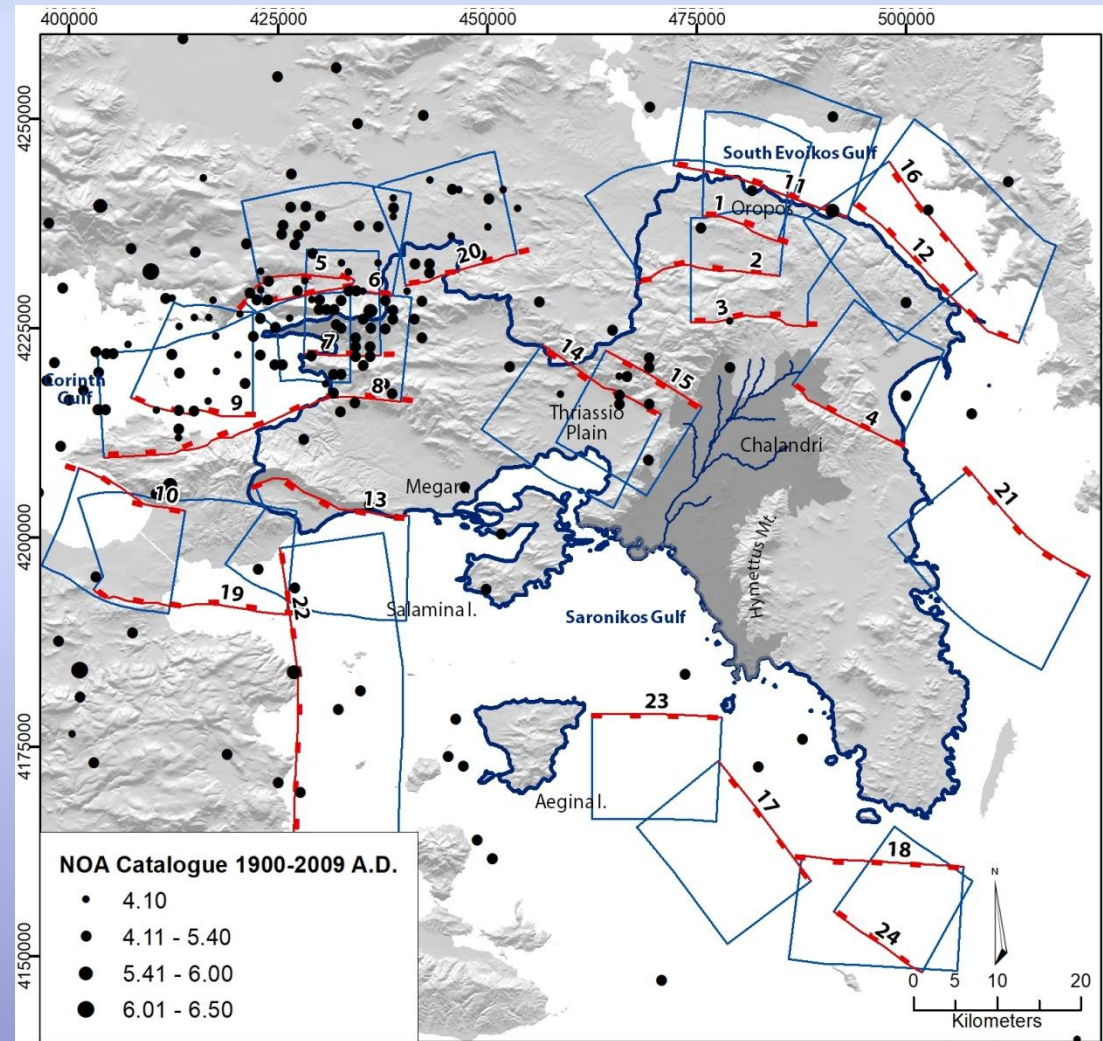 400000 425000 450000 475000 500000
4250000
4225000
4200000
4175000
4150000
South Evoikos Gulf
16
11
1
Oropos
12
2
20
5
6
3
7
14
15
Corinth
Gulf
8
9
Thriassio
Plain
4
Chalandri
21
10
Megara
13
Hymettus Mt.
19
22
Salamina I.
Saronikos Gulf
23
Aegina I.
17
18
24
NOA Catalogue 1900-2009 A.D.
4.10
4.11 - 5.40
5.41 - 6.00
6.01 - 6.50
N
0 5 10 20
Kilometers